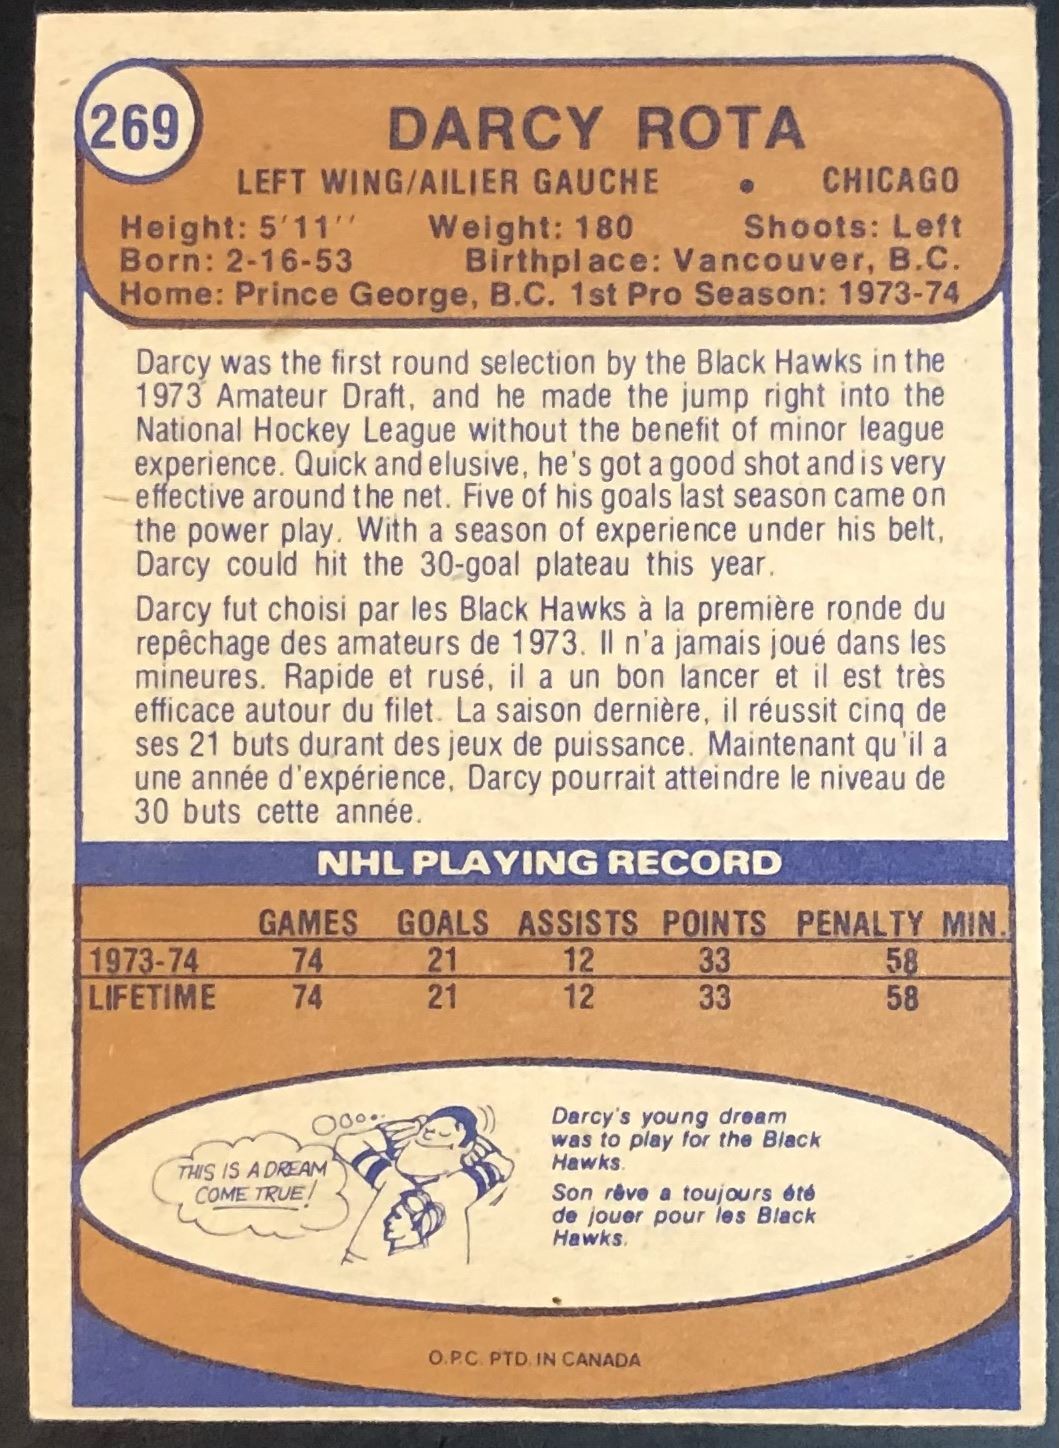 269
DARCY ROTA
LEFT WING/AILIER GAUCHE • CHICAGO
Height: 5'11'' Weight: 180 Shoots: Left
Born: 2-16-53 Birthplace: Vancouver, B.C.
Home: Prince George, B.C. 1st Pro Season: 1973-74
Darcy was the first round selection by the Black Hawks in the
1973 Amateur Draft, and he made the jump right into the
National Hockey League without the benefit of minor league
experience. Quick and elusive, he's got a good shot and is very
effective around the net. Five of his goals last season came on
the power play. With a season of experience under his belt,
Darcy could hit the 30-goal plateau this year.
Darcy fut choisi par les Black Hawks à la première ronde du
repêchage des amateurs de 1973. Il n'a jamais joué dans les
mineures. Rapide et rusé, il a un bon lancer et il est très
efficace autour du filet. La saison dernière, il réussit cinq de
ses 21 buts durant des jeux de puissance. Maintenant qu'il a
une année d'expérience, Darcy pourrait atteindre le niveau de
30 buts cette année.
NHL PLAYING RECORD
GAMES GOALS ASSISTS POINTS PENALTY MIN.
1973-74 74 21 12 33 58
LIFETIME 74 21 12 33 58
THIS IS A DREAM
COME TRUE!
Darcy's young dream
was to play for the Black
Hawks.
Son rêve a toujours été
de jouer pour les Black
Hawks.
O.P.C. PTD. IN CANADA